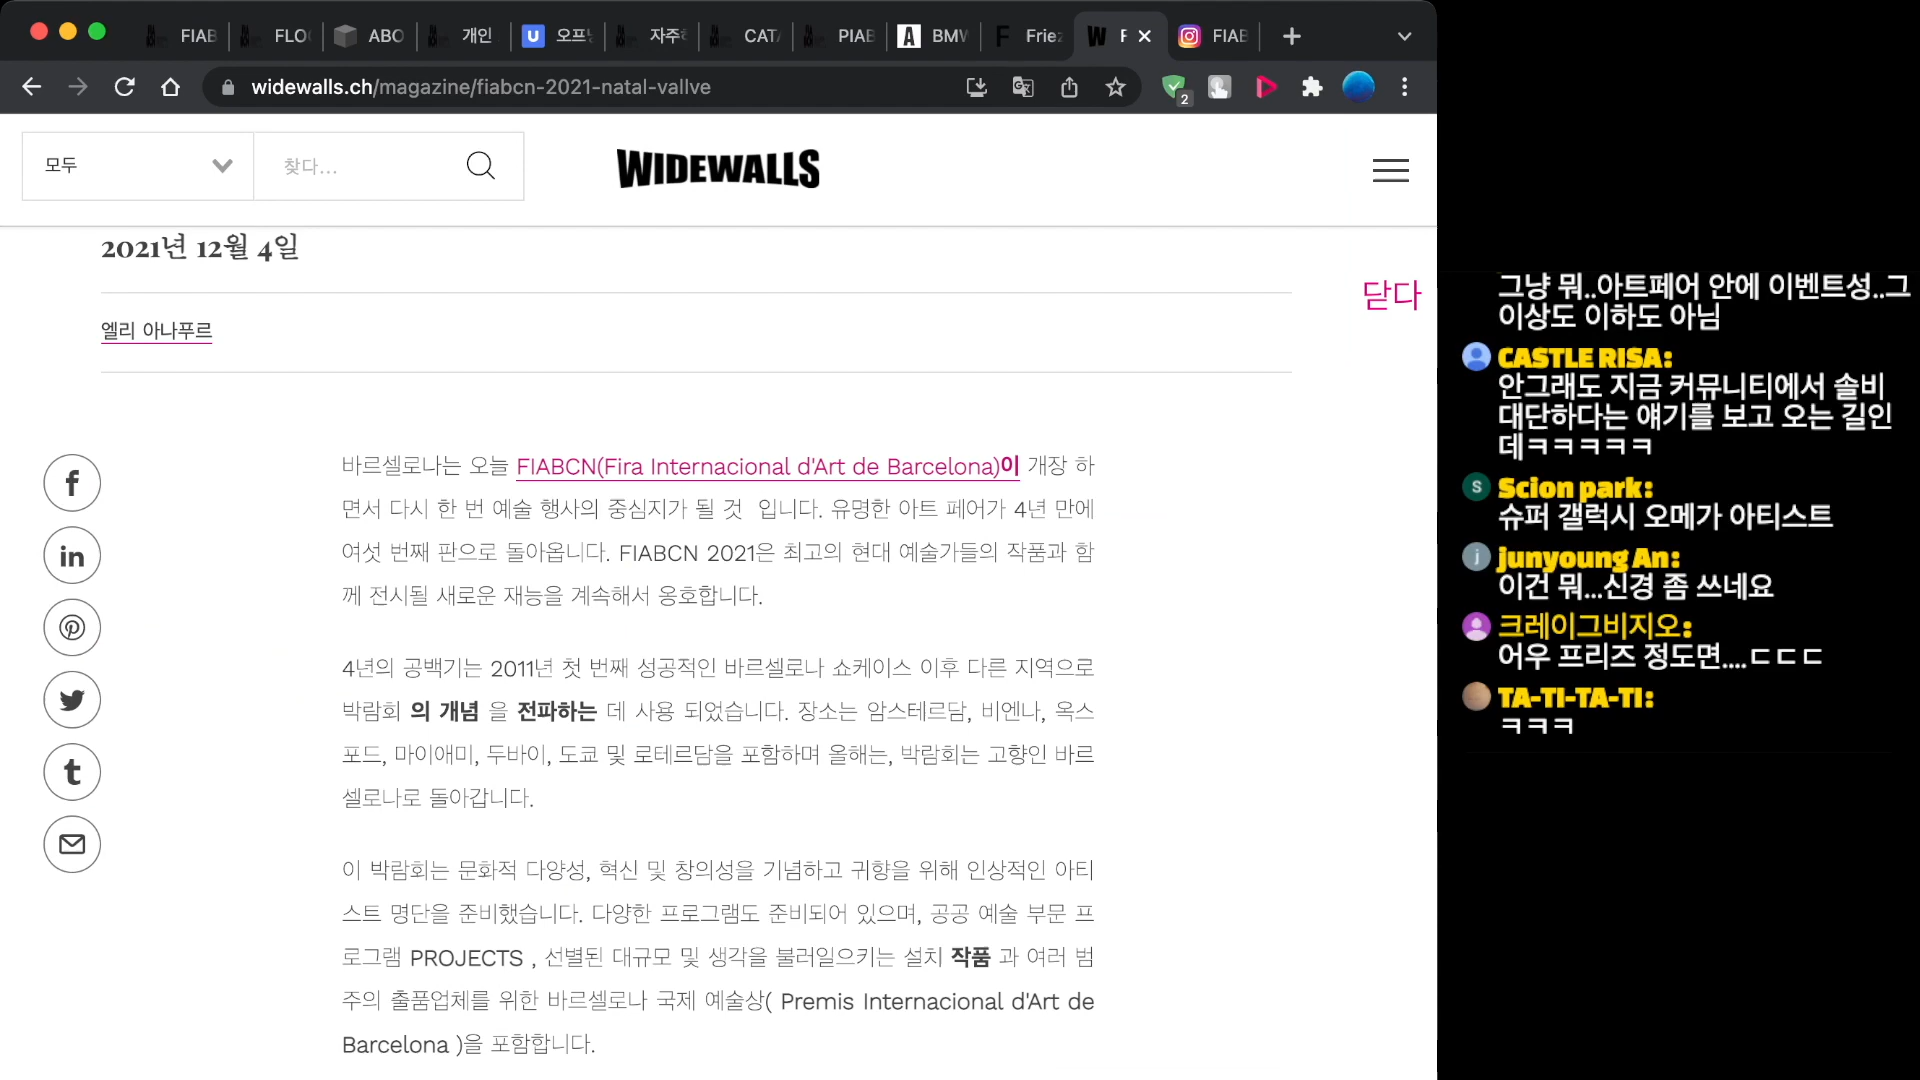 FIAB
FLO
ABO
개인
U
오프닝
자주
CAT
PIAB
A
BMW
F
Frie
W
F
FIAB
widewalls.ch/magazine/fiabcn-2021-natal-vallve
2
모두
찾다...
WIDEWALLS
2021년 12월 4일
닫다
엘리 아나푸르
바르셀로나는 오늘 FIABCN(Fira Internacional d'Art de Barcelona)이 개장 하
면서 다시 한 번 예술 행사의 중심지가 될 것 입니다. 유명한 아트 페어가 4년 만에
여섯 번째 판으로 돌아옵니다. FIABCN 2021은 최고의 현대 예술가들의 작품과 함
께 전시될 새로운 재능을 계속해서 옹호합니다.
4년의 공백기는 2011년 첫 번째 성공적인 바르셀로나 쇼케이스 이후 다른 지역으로
박람회 의 개념 을 전파하는 데 사용 되었습니다. 장소는 암스테르담, 비엔나, 옥스
포드, 마이애미, 두바이, 도쿄 및 로테르담을 포함하며 올해는, 박람회는 고향인 바르
셀로나로 돌아갑니다.
이 박람회는 문화적 다양성, 혁신 및 창의성을 기념하고 귀향을 위해 인상적인 아티
스트 명단을 준비했습니다. 다양한 프로그램도 준비되어 있으며, 공공 예술 부문 프
로그램 PROJECTS , 선별된 대규모 및 생각을 불러일으키는 설치 작품 과 여러 범
주의 출품업체를 위한 바르셀로나 국제 예술상( Premis Internacional d'Art de
Barcelona )을 포함합니다.
그냥 뭐..아트페어 안에 이벤트성..그
이상도 이하도 아님
CASTLE RISA:
안그래도 지금 커뮤니티에서 솔비
대단하다는 얘기를 보고 오는 길인
데ㅋㅋㅋㅋㅋ
S
Scion park:
슈퍼 갤럭시 오메가 아티스트
j
junyoung An:
이건 뭐...신경 좀 쓰네요
크레이그비지오:
어우 프리즈 정도면....ㄷㄷㄷ
TA-TI-TA-TI:
ㅋㅋㅋ